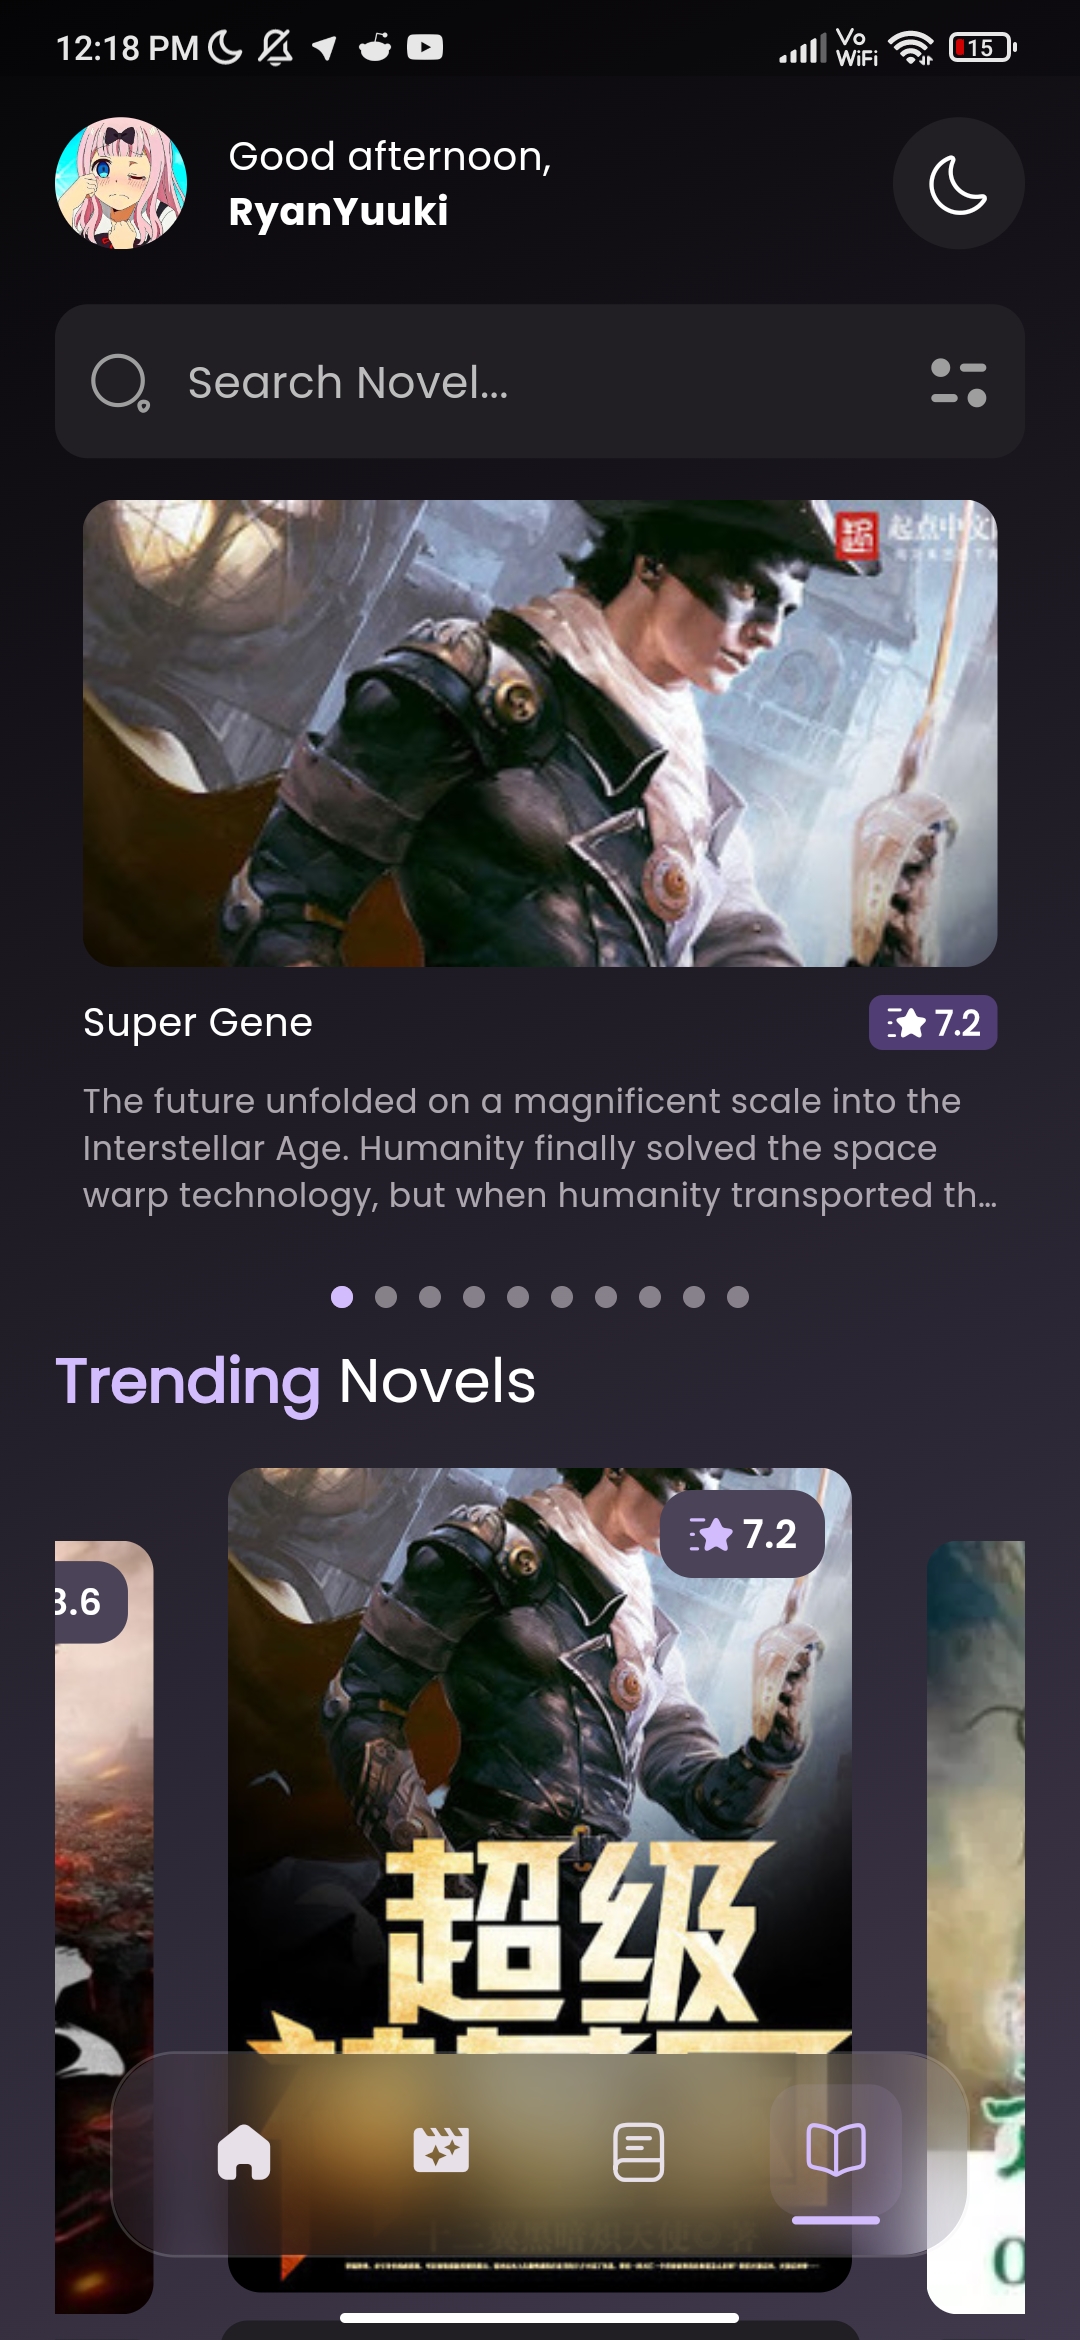 12:18 PM
Vo
WiFi
15
Good afternoon,
RyanYuuki
Search Novel...
起点中文
Super Gene
7.2
The future unfolded on a magnificent scale into the
Interstellar Age. Humanity finally solved the space
warp technology, but when humanity transported th...
Trending Novels
7.2
8.6
超级